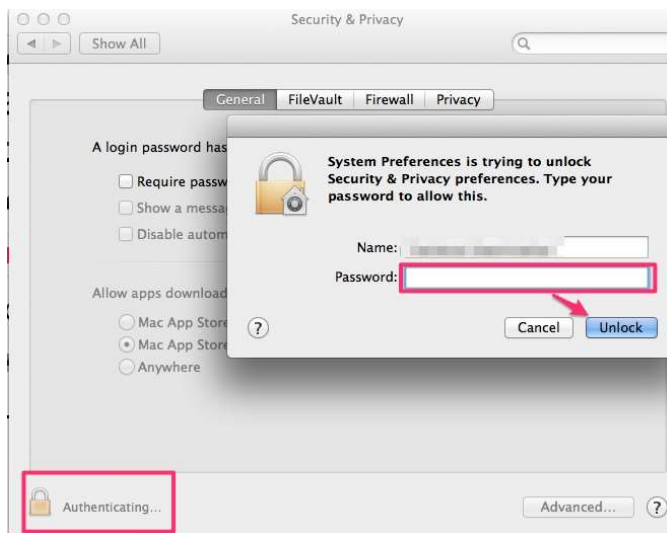 Security & Privacy
Show All
General FileVault Firewall Privacy
A login password has
Require passw
Show a messa
Disable autom
Allow apps download
Mac App Store
Mac App Store
Anywhere
System Preferences is trying to unlock
Security & Privacy preferences. Type your
password to allow this.
Name:
Password:
? Cancel Unlock
Authenticating...
Advanced... ?